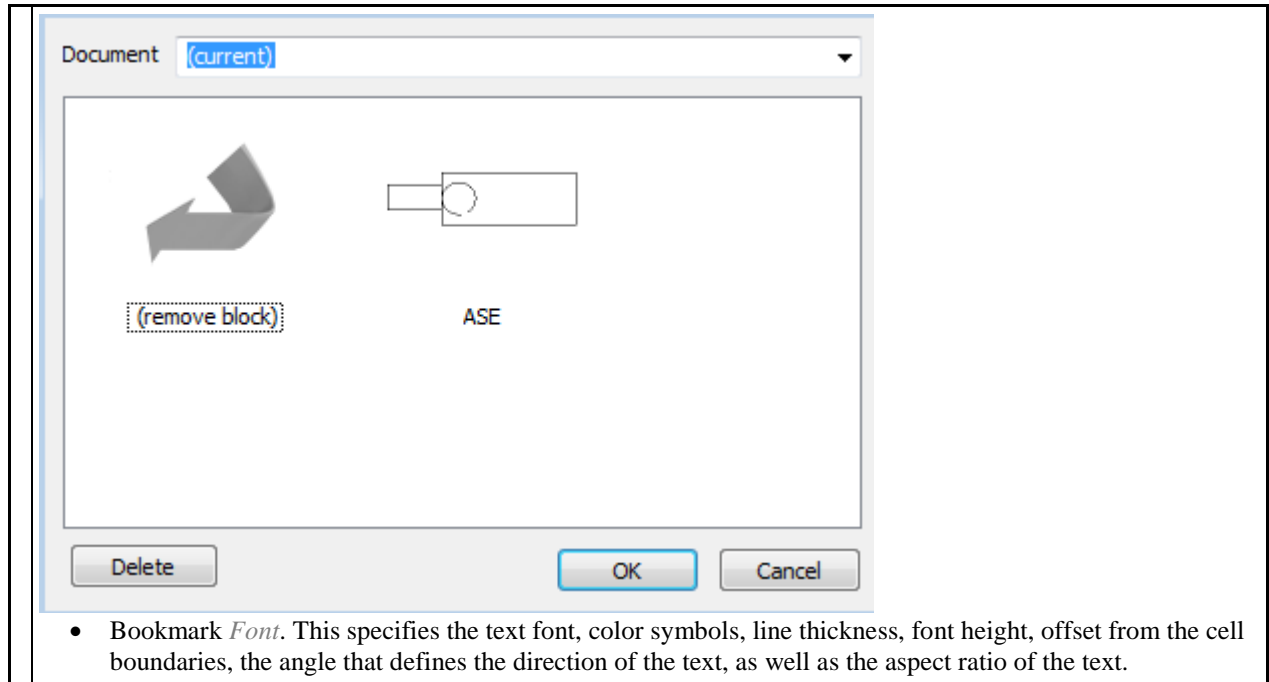 Document (current)
(remove block) ASE
Delete OK Cancel
• Bookmark Font. This specifies the text font, color symbols, line thickness, font height, offset from the cell
boundaries, the angle that defines the direction of the text, as well as the aspect ratio of the text.